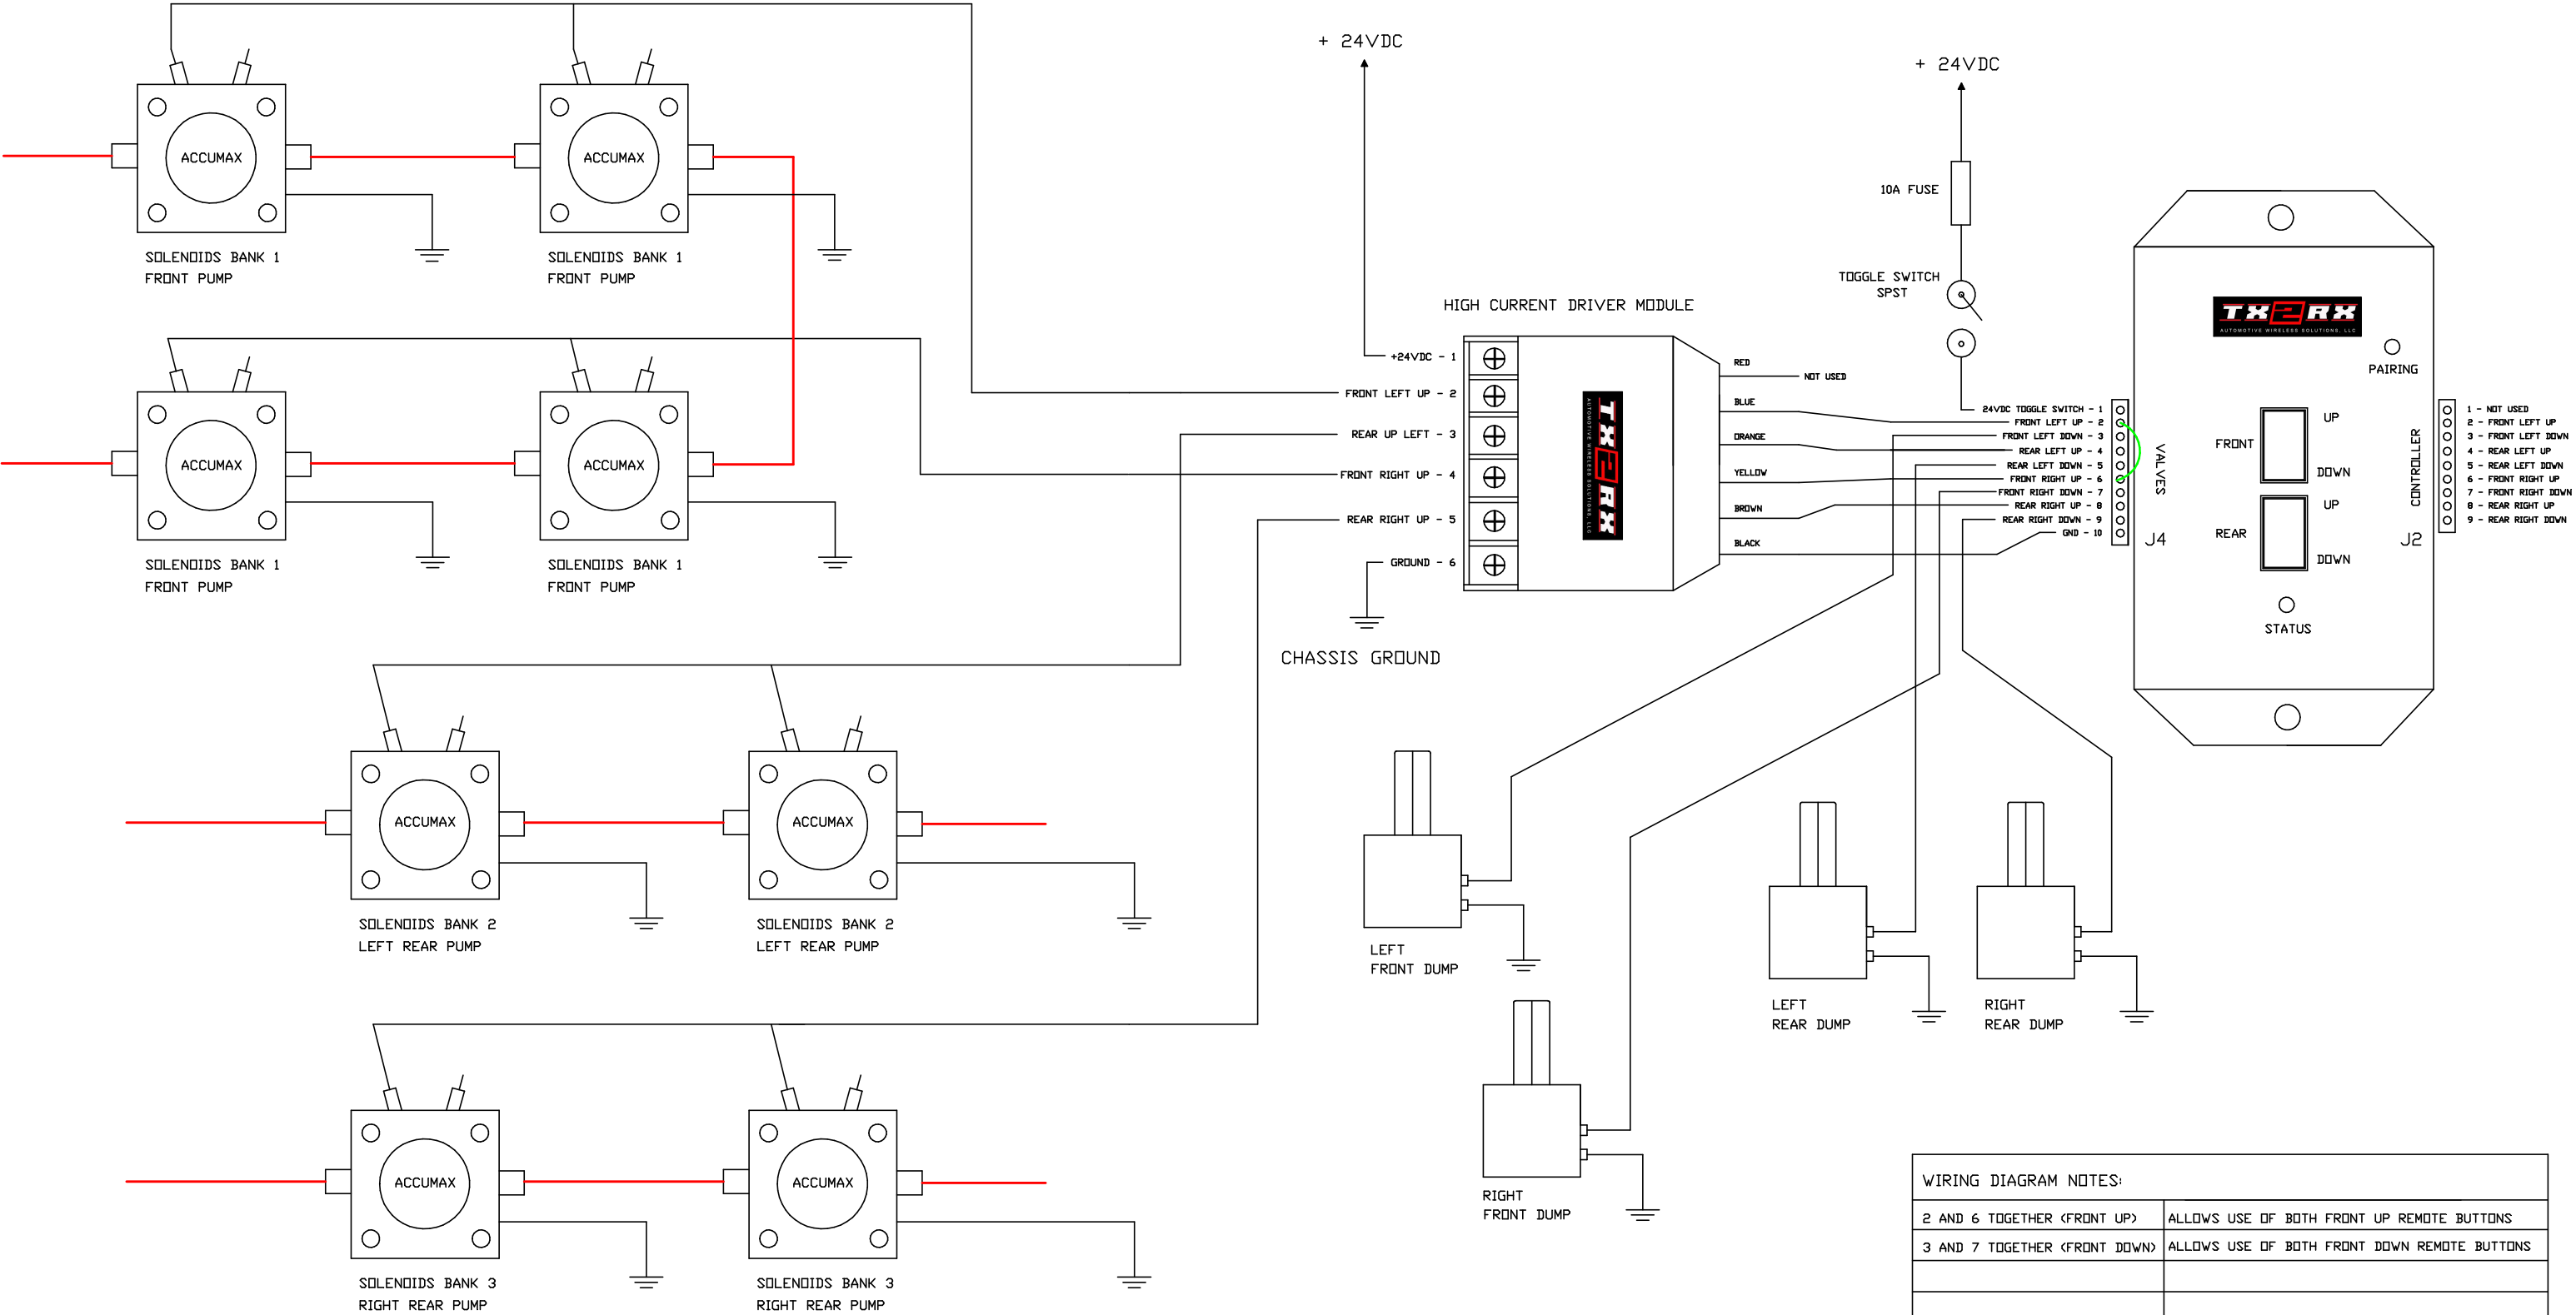 + 24VDC
+ 24VDC
10A FUSE
TOGGLE SWITCH
SPST
ACCUMAX
SOLENOIDS BANK 1
FRONT PUMP
ACCUMAX
SOLENOIDS BANK 1
FRONT PUMP
ACCUMAX
SOLENOIDS BANK 1
FRONT PUMP
ACCUMAX
SOLENOIDS BANK 1
FRONT PUMP
ACCUMAX
SOLENOIDS BANK 2
LEFT REAR PUMP
ACCUMAX
SOLENOIDS BANK 2
LEFT REAR PUMP
ACCUMAX
SOLENOIDS BANK 3
RIGHT REAR PUMP
ACCUMAX
SOLENOIDS BANK 3
RIGHT REAR PUMP
HIGH CURRENT DRIVER MODULE
+24VDC - 1
FRONT LEFT UP - 2
REAR UP LEFT - 3
FRONT RIGHT UP - 4
REAR RIGHT UP - 5
GROUND - 6
CHASSIS GROUND
TX2RX
AUTOMOTIVE WIRELESS SOLUTIONS, LLC
RED
NOT USED
BLUE
ORANGE
YELLOW
BROWN
BLACK
24VDC TOGGLE SWITCH - 1
FRONT LEFT UP - 2
FRONT LEFT DOWN - 3
REAR LEFT UP - 4
REAR LEFT DOWN - 5
FRONT RIGHT UP - 6
FRONT RIGHT DOWN - 7
REAR RIGHT UP - 8
REAR RIGHT DOWN - 9
GND - 10
VALVES
J4
TX2RX
AUTOMOTIVE WIRELESS SOLUTIONS, LLC
PAIRING
FRONT
UP
DOWN
REAR
UP
DOWN
STATUS
CONTROLLER
J2
1 - NOT USED
2 - FRONT LEFT UP
3 - FRONT LEFT DOWN
4 - REAR LEFT UP
5 - REAR LEFT DOWN
6 - FRONT RIGHT UP
7 - FRONT RIGHT DOWN
8 - REAR RIGHT UP
9 - REAR RIGHT DOWN
LEFT
FRONT DUMP
RIGHT
FRONT DUMP
LEFT
REAR DUMP
RIGHT
REAR DUMP
WIRING DIAGRAM NOTES:
2 AND 6 TOGETHER (FRONT UP) ALLOWS USE OF BOTH FRONT UP REMOTE BUTTONS
3 AND 7 TOGETHER (FRONT DOWN) ALLOWS USE OF BOTH FRONT DOWN REMOTE BUTTONS